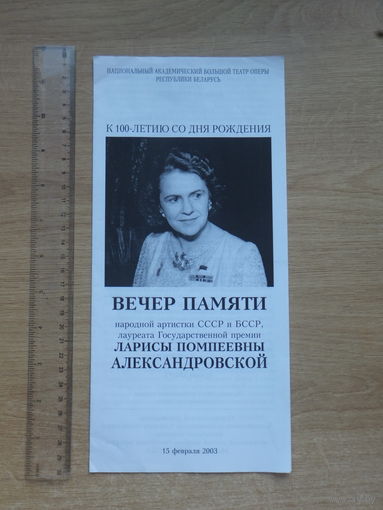 НАЦИОНАЛЬНЫЙ АКАДЕМИЧЕСКИЙ БОЛЬШОЙ ТЕАТР ОПЕРЫ
РЕСПУБЛИКИ БЕЛАРУСЬ
К 100-ЛЕТИЮ СО ДНЯ РОЖДЕНИЯ
ВЕЧЕР ПАМЯТИ
народной артистки СССР и БССР,
лауреата Государственной премии
ЛАРИСЫ ПОМПЕЕВНЫ
АЛЕКСАНДРОВСКОЙ
15 февраля 2003